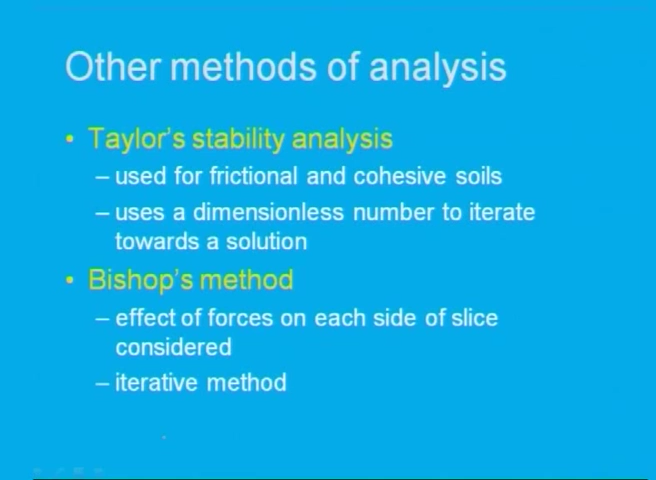 Other methods of analysis
• Taylor's stability analysis
– used for frictional and cohesive soils
– uses a dimensionless number to iterate
towards a solution
• Bishop's method
– effect of forces on each side of slice
considered
– iterative method